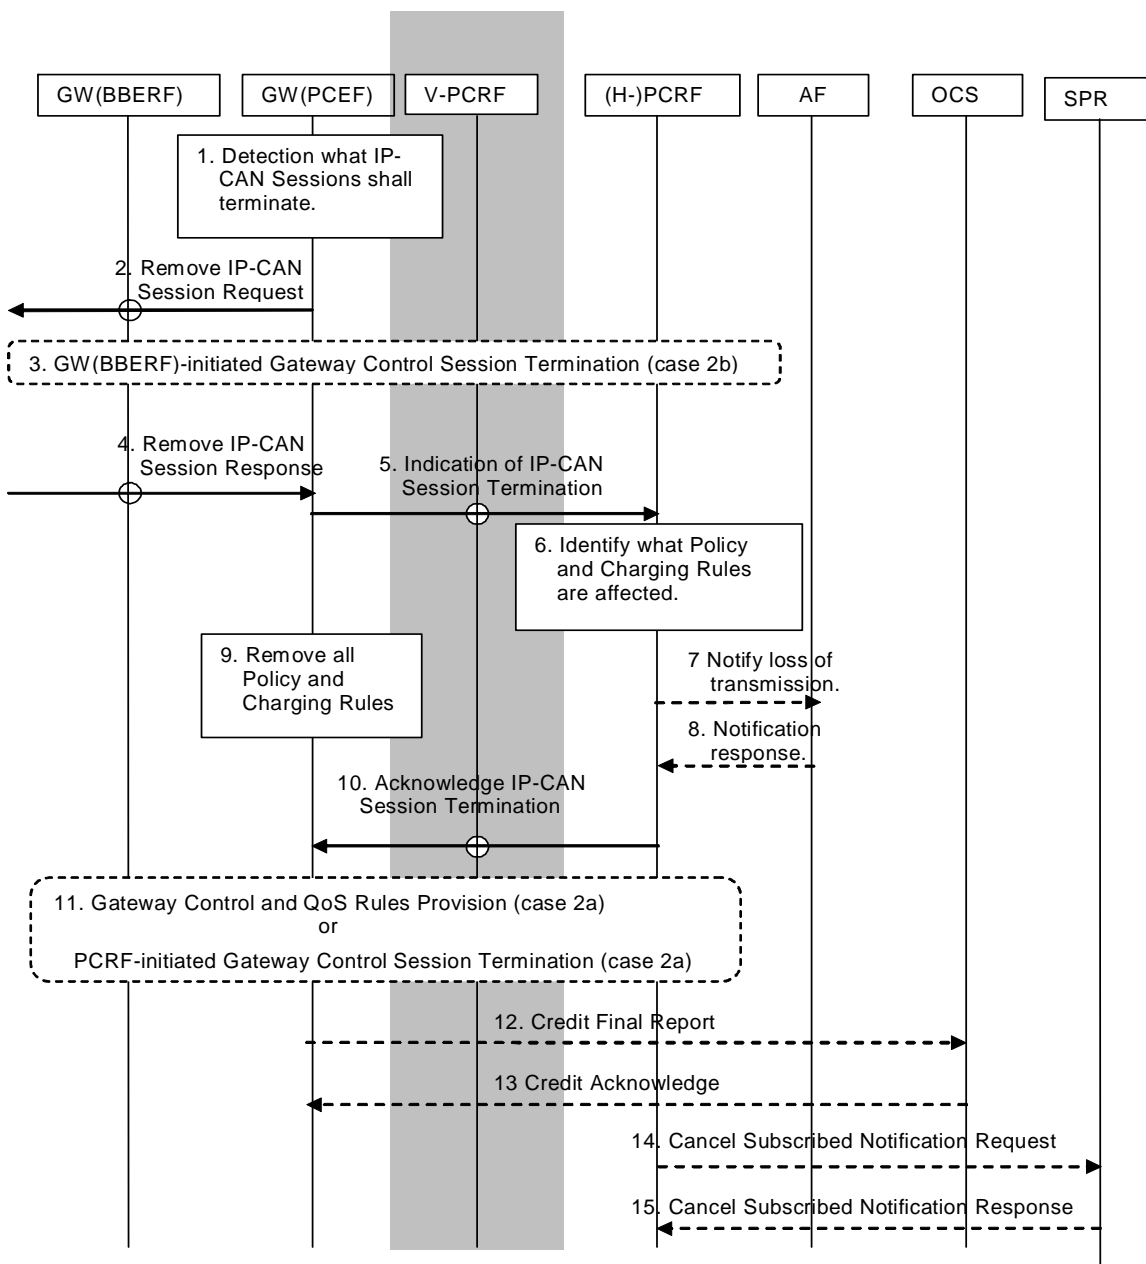 GW(BBERF) GW(PCEF) V-PCRF (H-)PCRF AF OCS SPR
1. Detection what IP-
CAN Sessions shall
terminate.
2. Remove IP-CAN
Session Request
3. GW(BBERF)-initiated Gateway Control Session Termination (case 2b)
4. Remove IP-CAN
Session Response
5. Indication of IP-CAN
Session Termination
6. Identify what Policy
and Charging Rules
are affected.
9. Remove all
Policy and
Charging Rules
7 Notify loss of
transmission.
8. Notification
response.
10. Acknowledge IP-CAN
Session Termination
11. Gateway Control and QoS Rules Provision (case 2a)
or
PCRF-initiated Gateway Control Session Termination (case 2a)
12. Credit Final Report
13 Credit Acknowledge
14. Cancel Subscribed Notification Request
15. Cancel Subscribed Notification Response